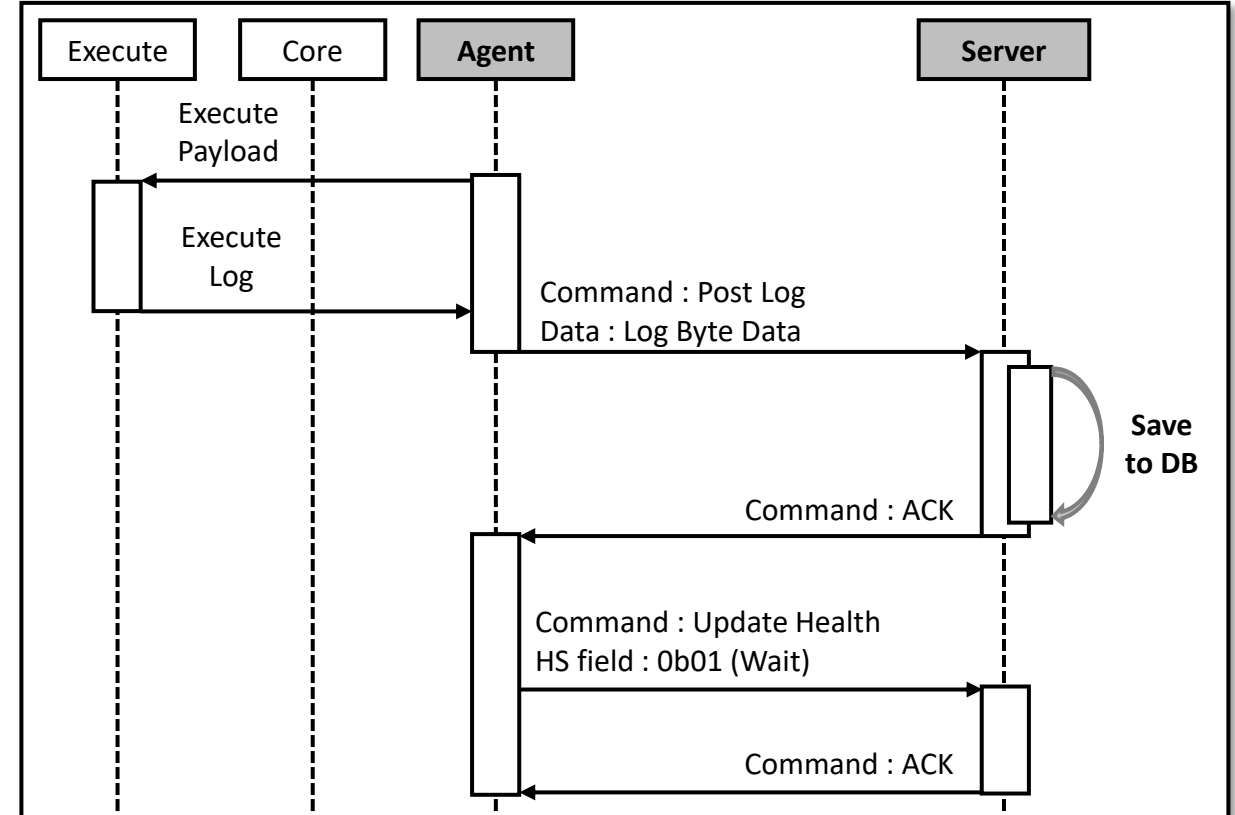 Execute
Core
Agent
Server
Execute
Payload
Execute
Log
Command : Post Log
Data : Log Byte Data
Save
to DB
Command : ACK
Command : Update Health
HS field : 0b01 (Wait)
Command : ACK